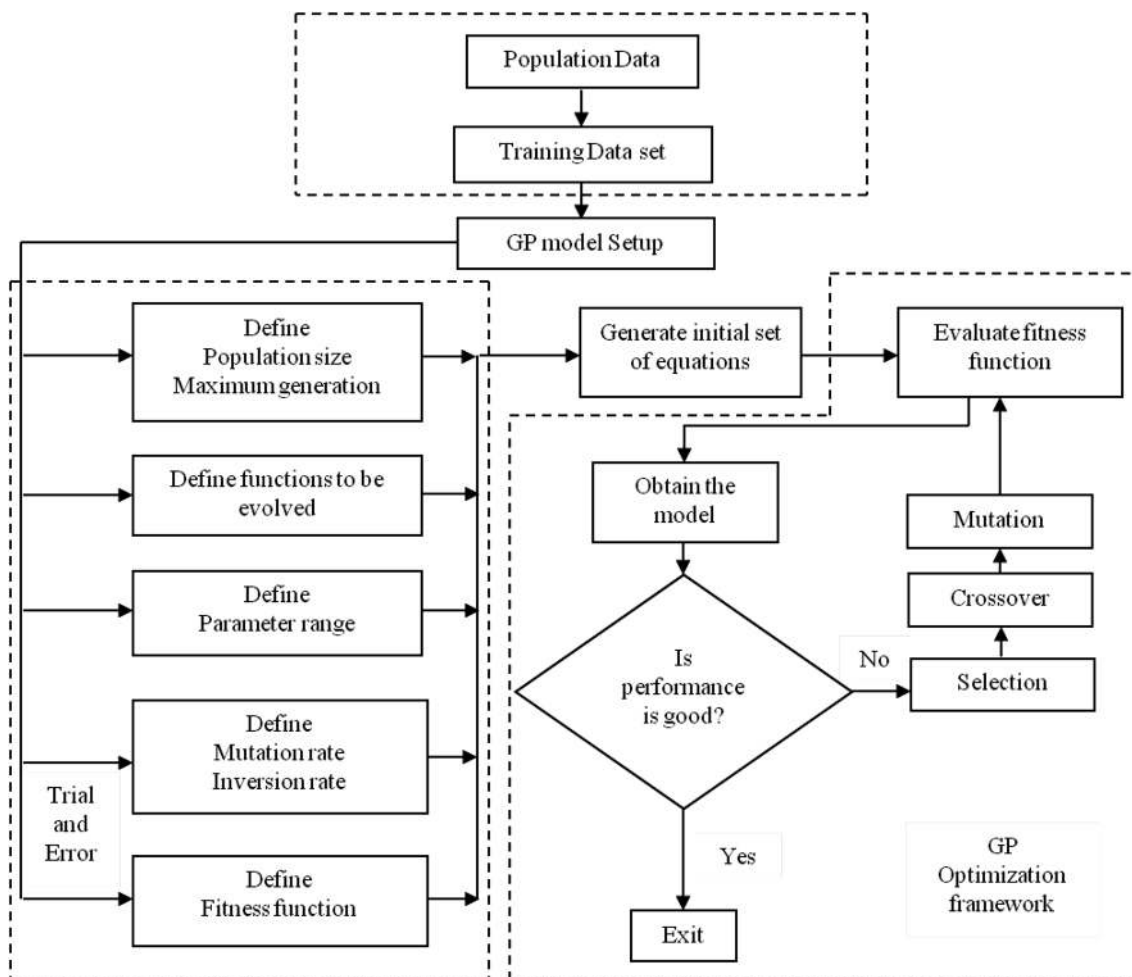 Population Data
Training Data set
GP model Setup
Define
Population size
Maximum generation
Define functions to be
evolved
Define
Parameter range
Define
Mutation rate
Inversion rate
Trial
and
Error
Define
Fitness function
Generate initial set
of equations
Evaluate fitness
function
Obtain the
model
Mutation
Crossover
Selection
Is
performance
is good?
No
Yes
Exit
GP
Optimization
framework